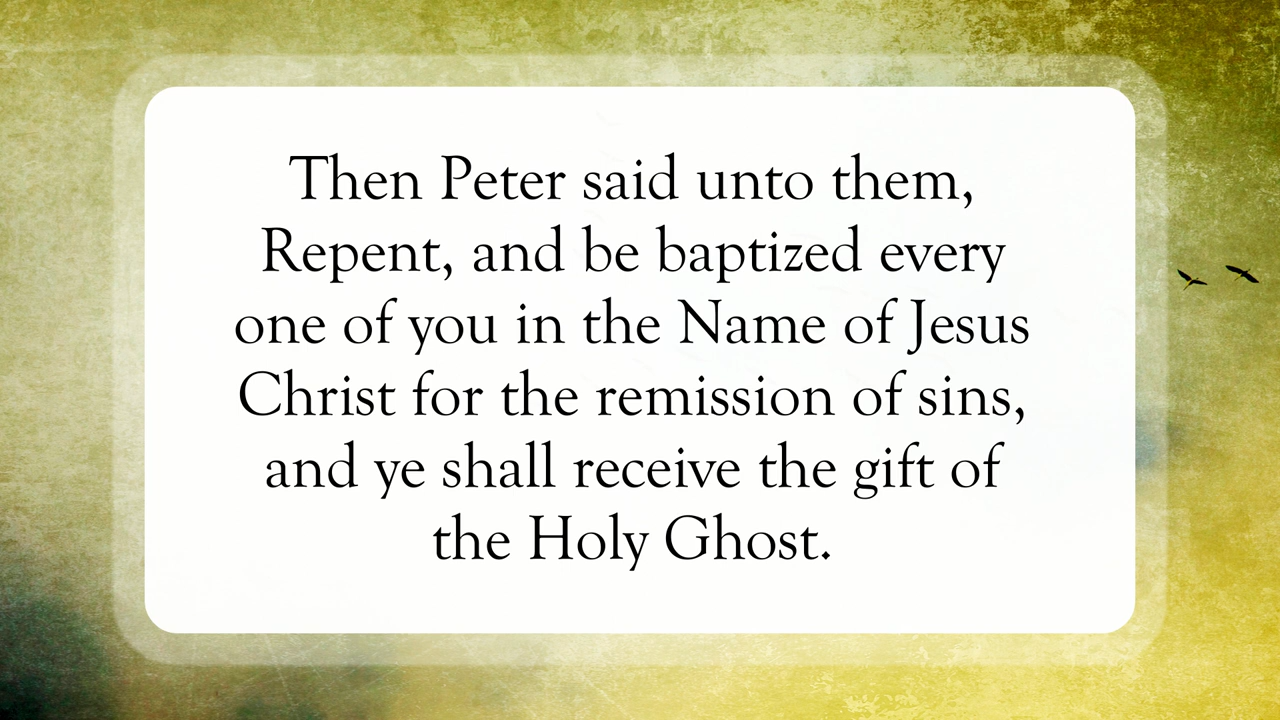 Then Peter said unto them,
Repent, and be baptized every
one of you in the Name of Jesus
Christ for the remission of sins,
and ye shall receive the gift of
the Holy Ghost.